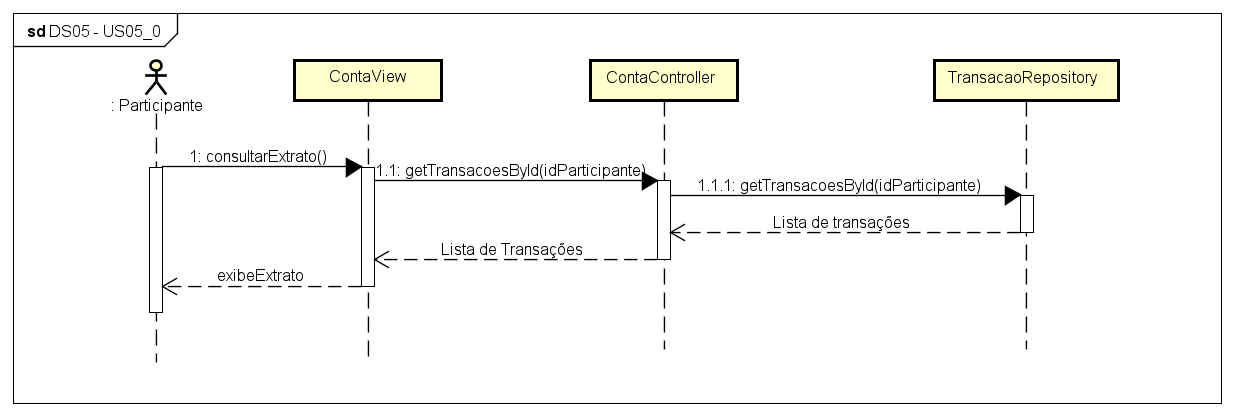 sd DS05 - US05_0
: Participante
ContaView
ContaController
TransacaoRepository
1: consultarExtrato()
1.1: getTransacoesById(idParticipante)
1.1.1: getTransacoesById(idParticipante)
Lista de transações
Lista de Transações
exibeExtrato